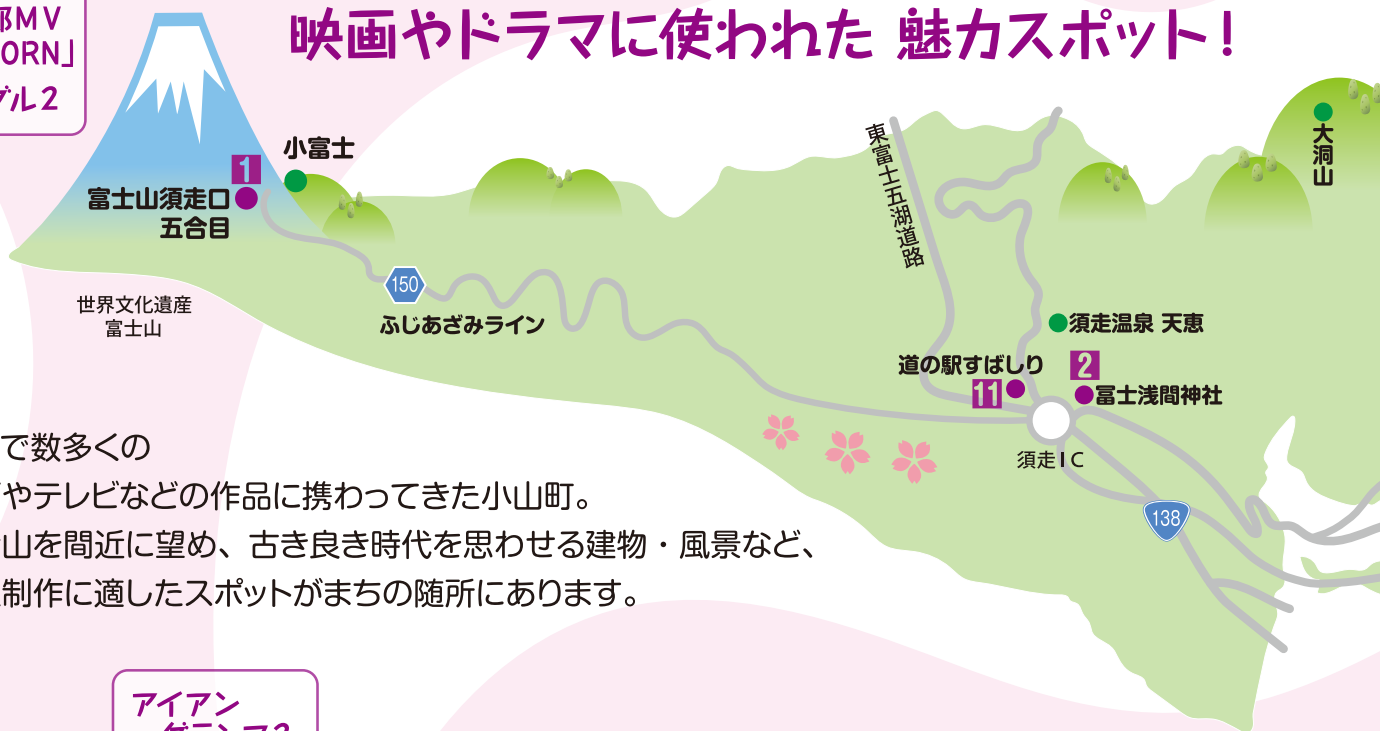 部MV
ORN」
グル2
映画やドラマに使われた 魅力スポット!
小富士
1
富士山須走口
五合目
世界文化遺産
富士山
150
ふじあざみライン
東富士五湖道路
大洞山
須走温泉 天恵
道の駅すばしり
11
2
冨士浅間神社
須走IC
138
で数多くの
やテレビなどの作品に携わってきた小山町。
山を間近に望め、古き良き時代を思わせる建物・風景など、
制作に適したスポットがまちの随所にあります。
アイアン